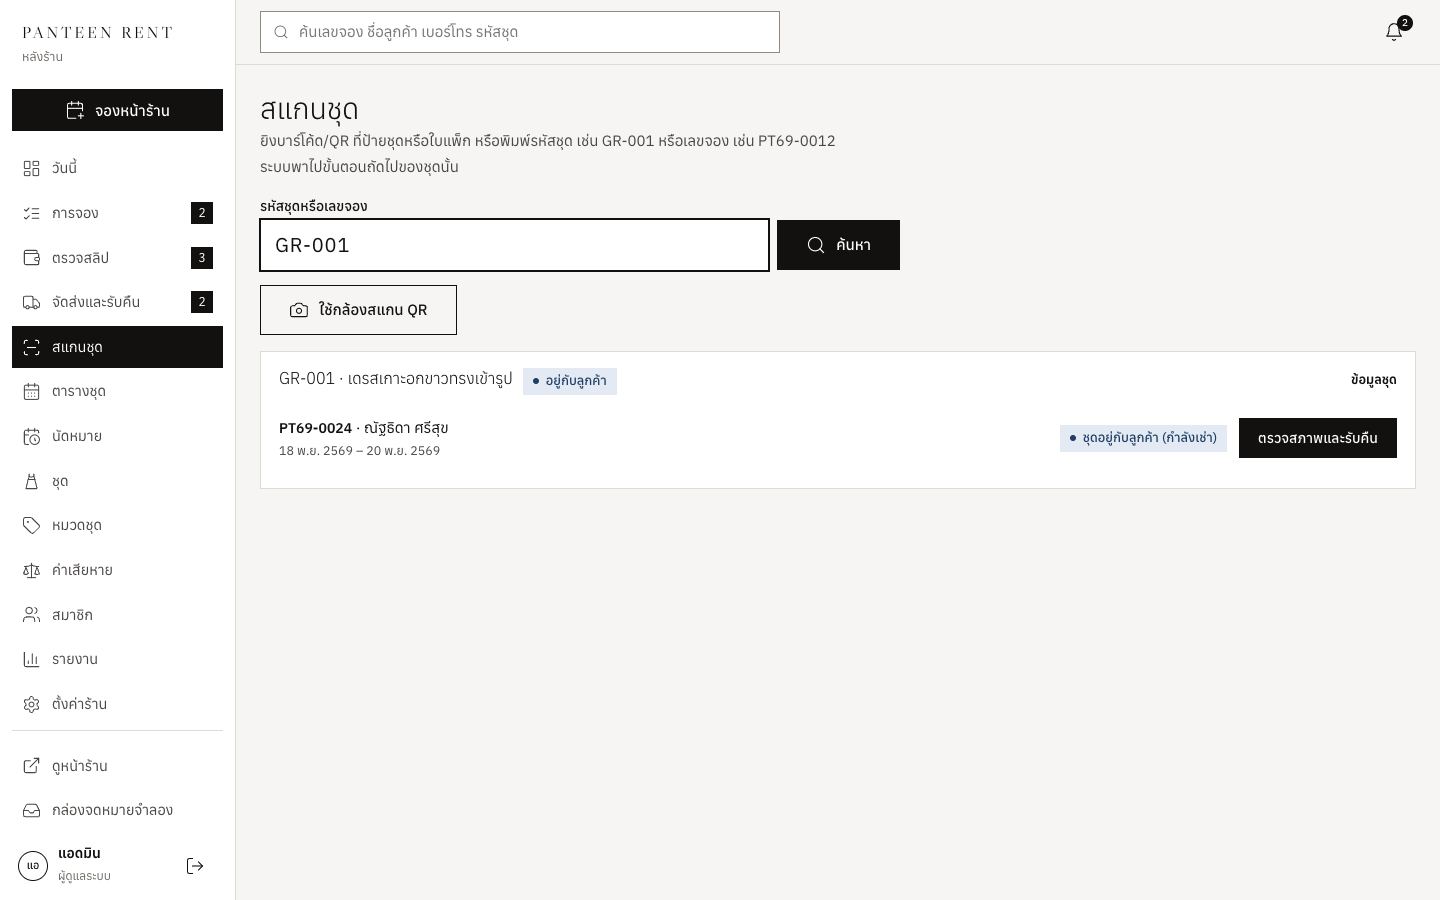 PANTEEN RENT
หลังร้าน
จองหน้าร้าน
วันนี้
การจอง 2
ตรวจสลิป 3
จัดส่งและรับคืน 2
สแกนชุด
ตารางชุด
นัดหมาย
ชุด
หมวดชุด
ค่าเสียหาย
สมาชิก
รายงาน
ตั้งค่าร้าน
ดูหน้าร้าน
กล่องจดหมายจำลอง
แอ แอดมิน
ผู้ดูแลระบบ
ค้นเลขจอง ชื่อลูกค้า เบอร์โทร รหัสชุด
2
สแกนชุด
ยิงบาร์โค้ด/QR ที่ป้ายชุดหรือใบแพ็ก หรือพิมพ์รหัสชุด เช่น GR-001 หรือเลขจอง เช่น PT69-0012
ระบบพาไปขั้นตอนถัดไปของชุดนั้น
รหัสชุดหรือเลขจอง
GR-001 ค้นหา
ใช้กล้องสแกน QR
GR-001 · เดรสเกาะอกขาวทรงเข้ารูป อยู่กับลูกค้า ข้อมูลชุด
PT69-0024 · ณัฐธิดา ศรีสุข
18 พ.ย. 2569 – 20 พ.ย. 2569
ชุดอยู่กับลูกค้า (กำลังเช่า) ตรวจสภาพและรับคืน